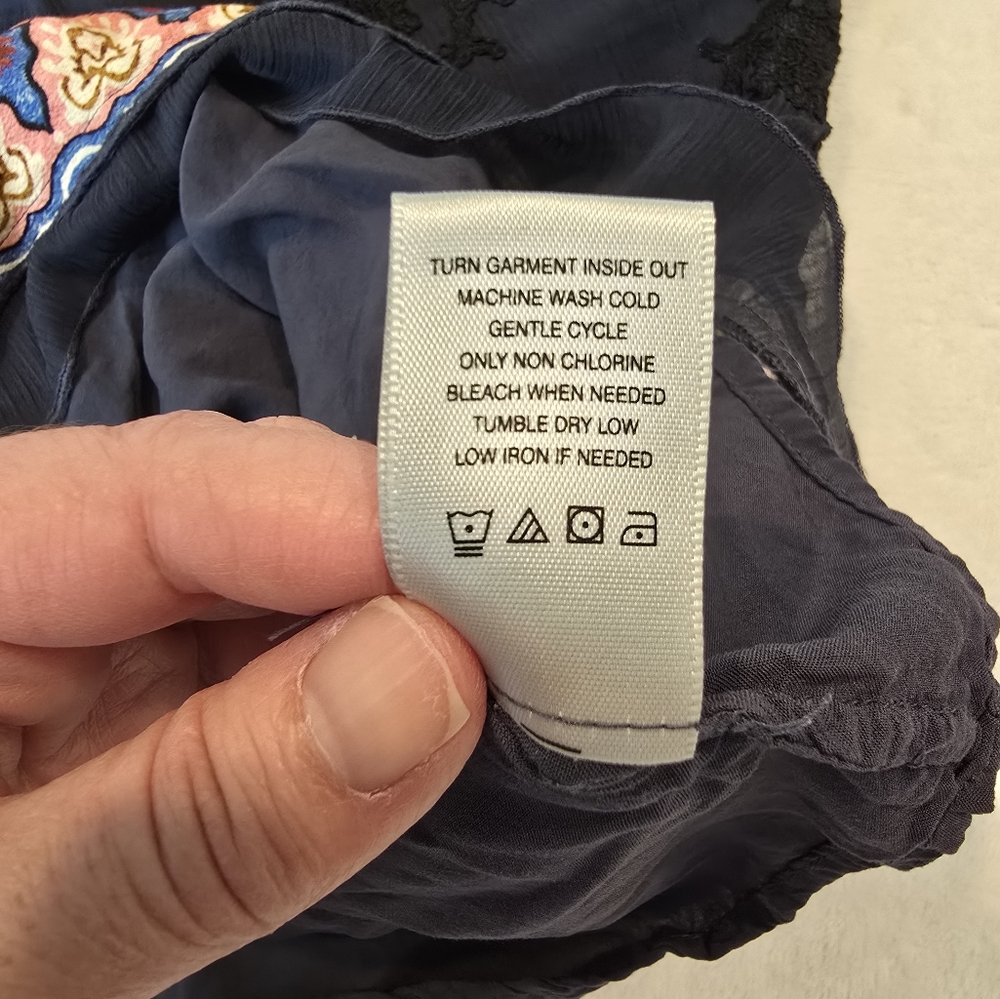 TURN GARMENT INSIDE OUT
MACHINE WASH COLD
GENTLE CYCLE
ONLY NON CHLORINE
BLEACH WHEN NEEDED
TUMBLE DRY LOW
LOW IRON IF NEEDED